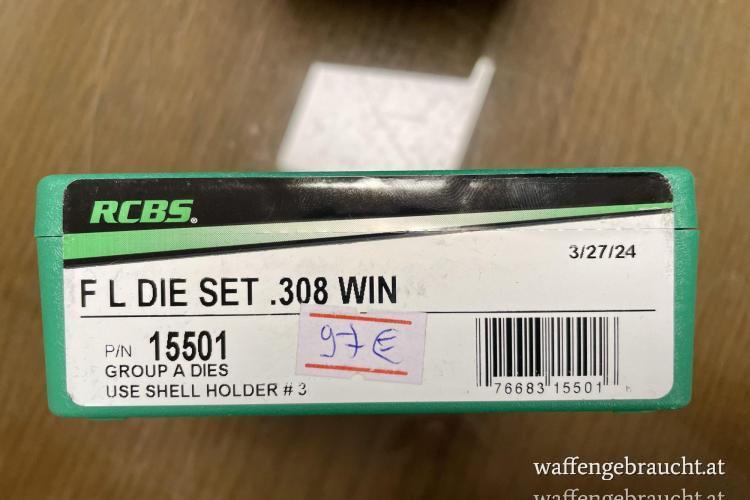 RCBS®
3/27/24
F L DIE SET .308 WIN
P/N 15501
GROUP A DIES
USE SHELL HOLDER # 3
97 €
76683 15501
waffengebraucht.at
waffengebraucht.at